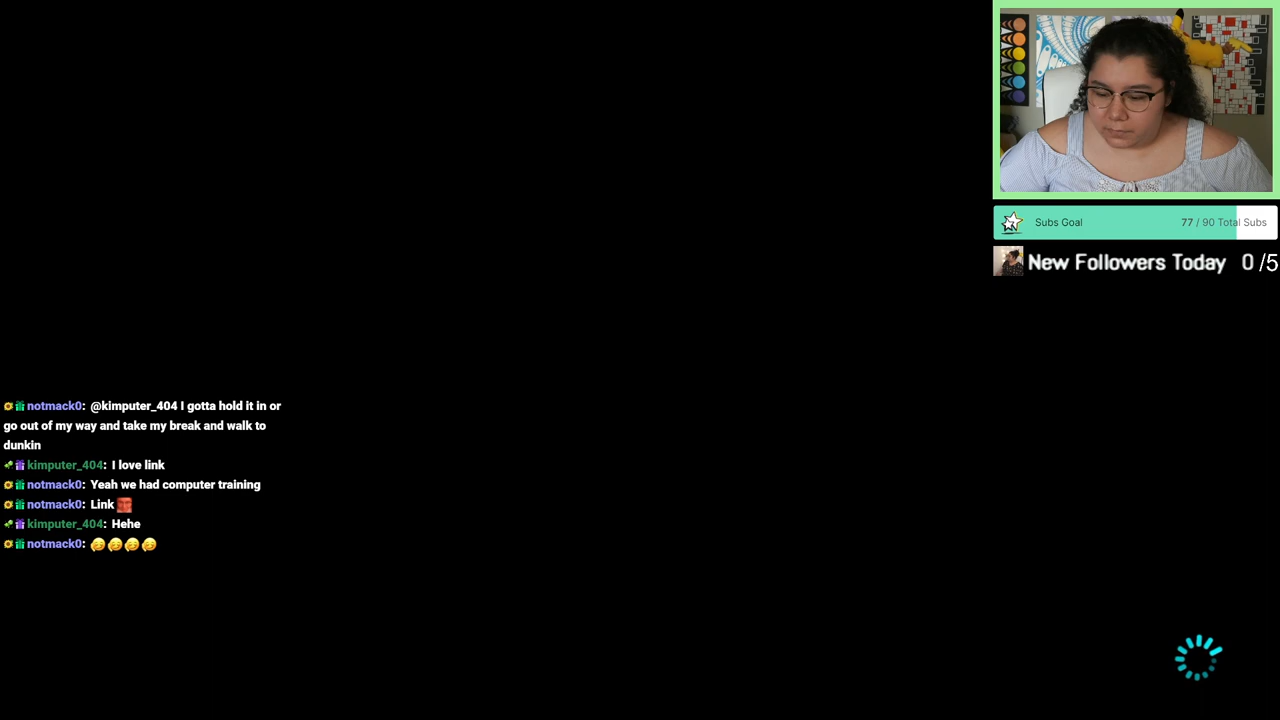 Subs Goal 77 / 90 Total Subs
New Followers Today 0 /5
notmack0: @kimputer_404 I gotta hold it in or
go out of my way and take my break and walk to
dunkin
kimputer_404: I love link
notmack0: Yeah we had computer training
notmack0: Link
kimputer_404: Hehe
notmack0: